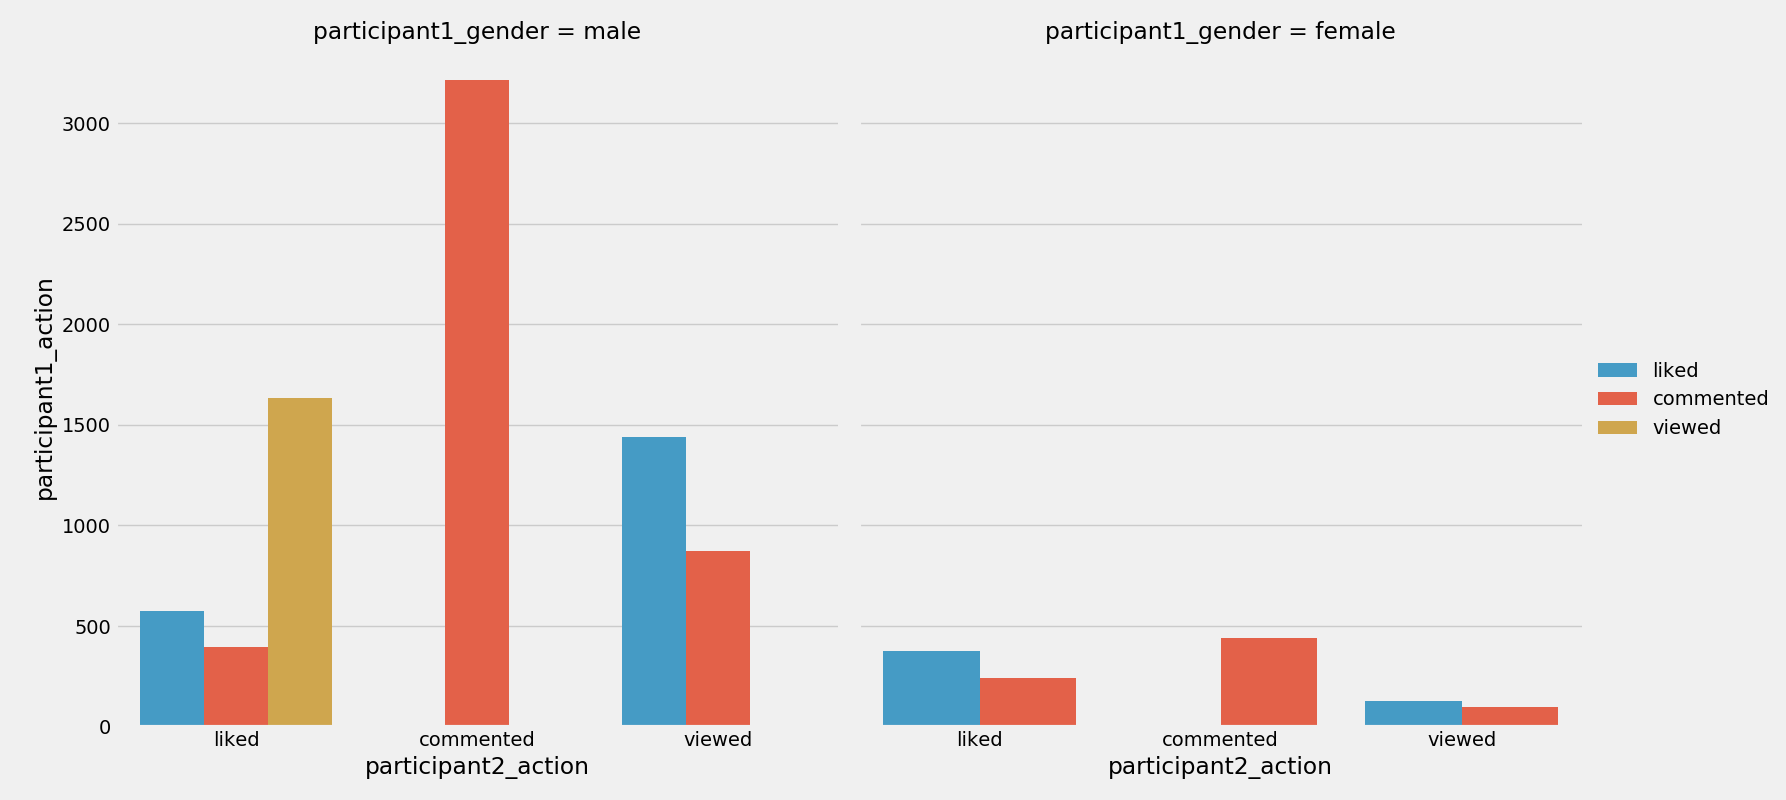 participant1_gender = male
participant1_gender = female
participant1_action
3000
2500
2000
1500
1000
500
0
liked
commented
viewed
participant2_action
liked
commented
viewed
participant2_action
liked
commented
viewed